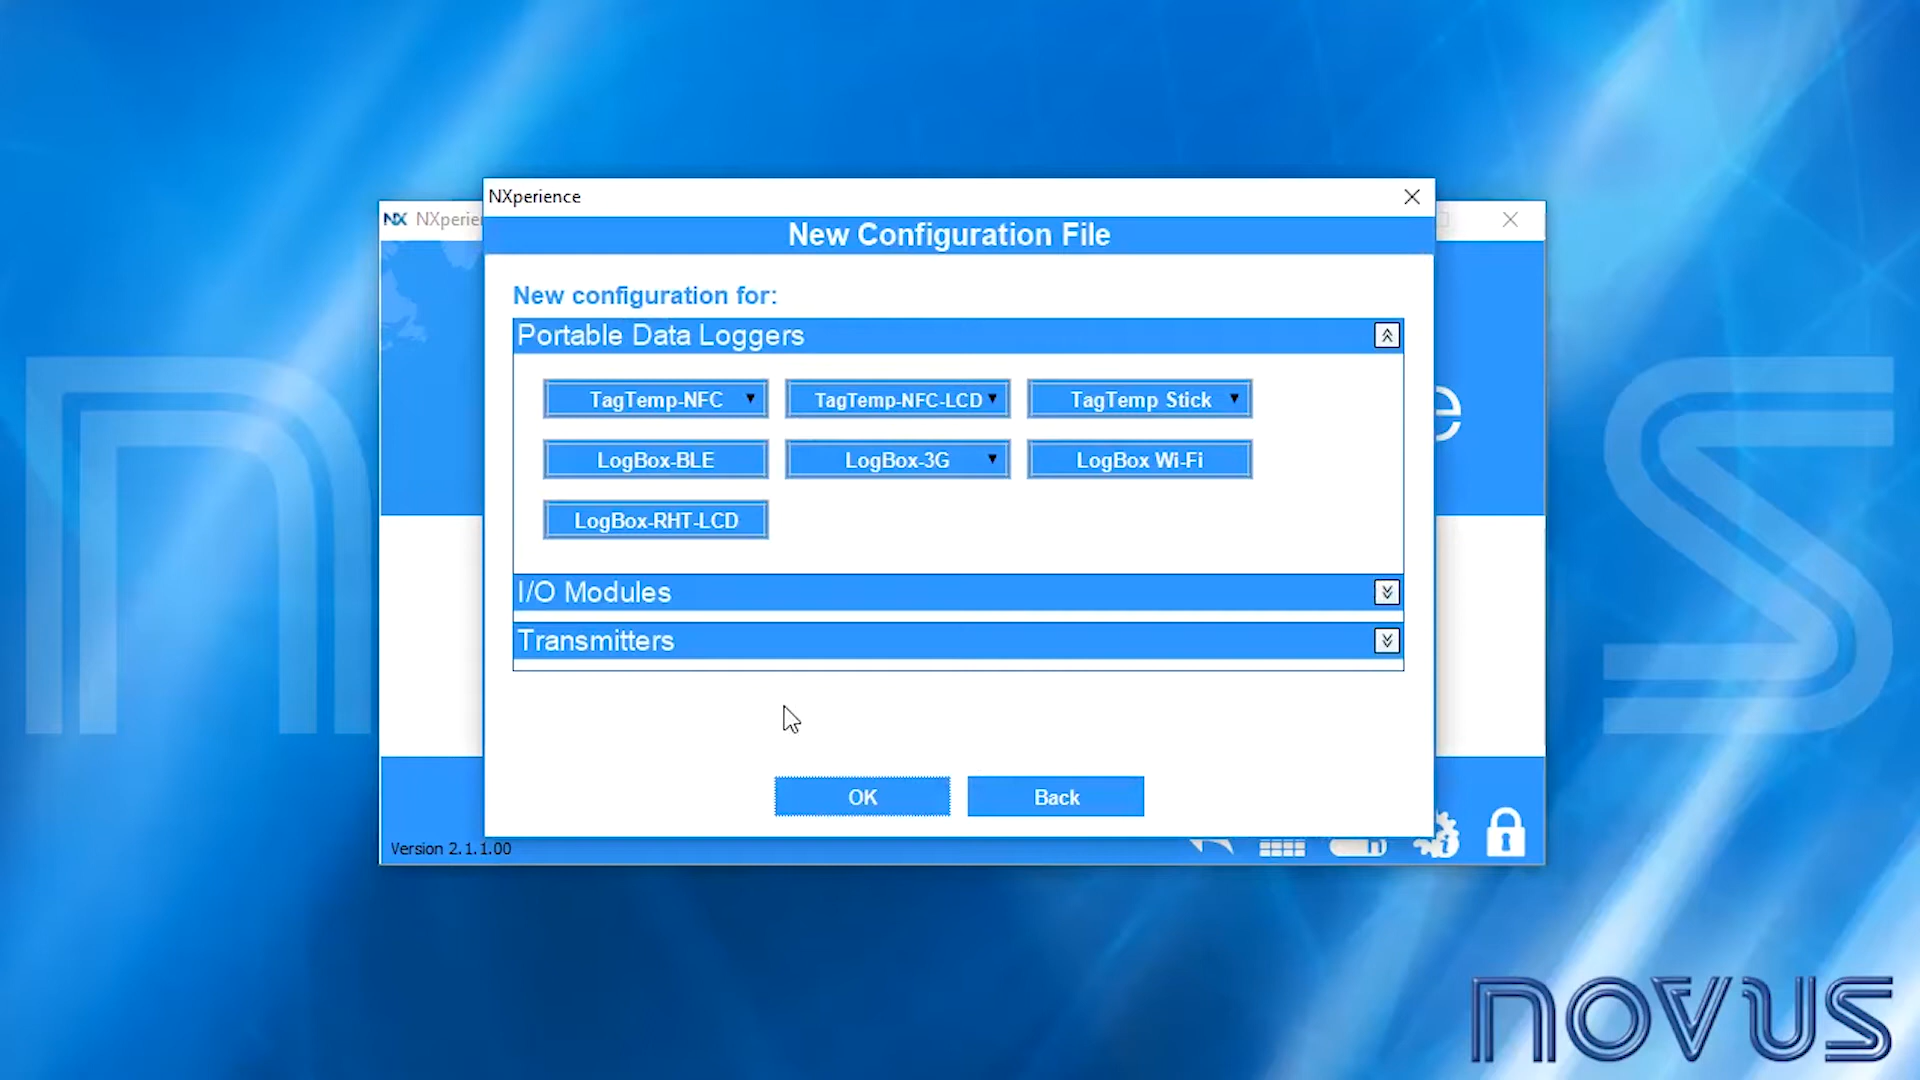 NXperience
New Configuration File
NX NXperie
New configuration for:
Portable Data Loggers
TagTemp-NFC
TagTemp-NFC-LCD
TagTemp Stick
LogBox-BLE
LogBox-3G
LogBox Wi-Fi
LogBox-RHT-LCD
I/O Modules
Transmitters
OK
Back
e
Version 2.1.1.00
n
s
novus